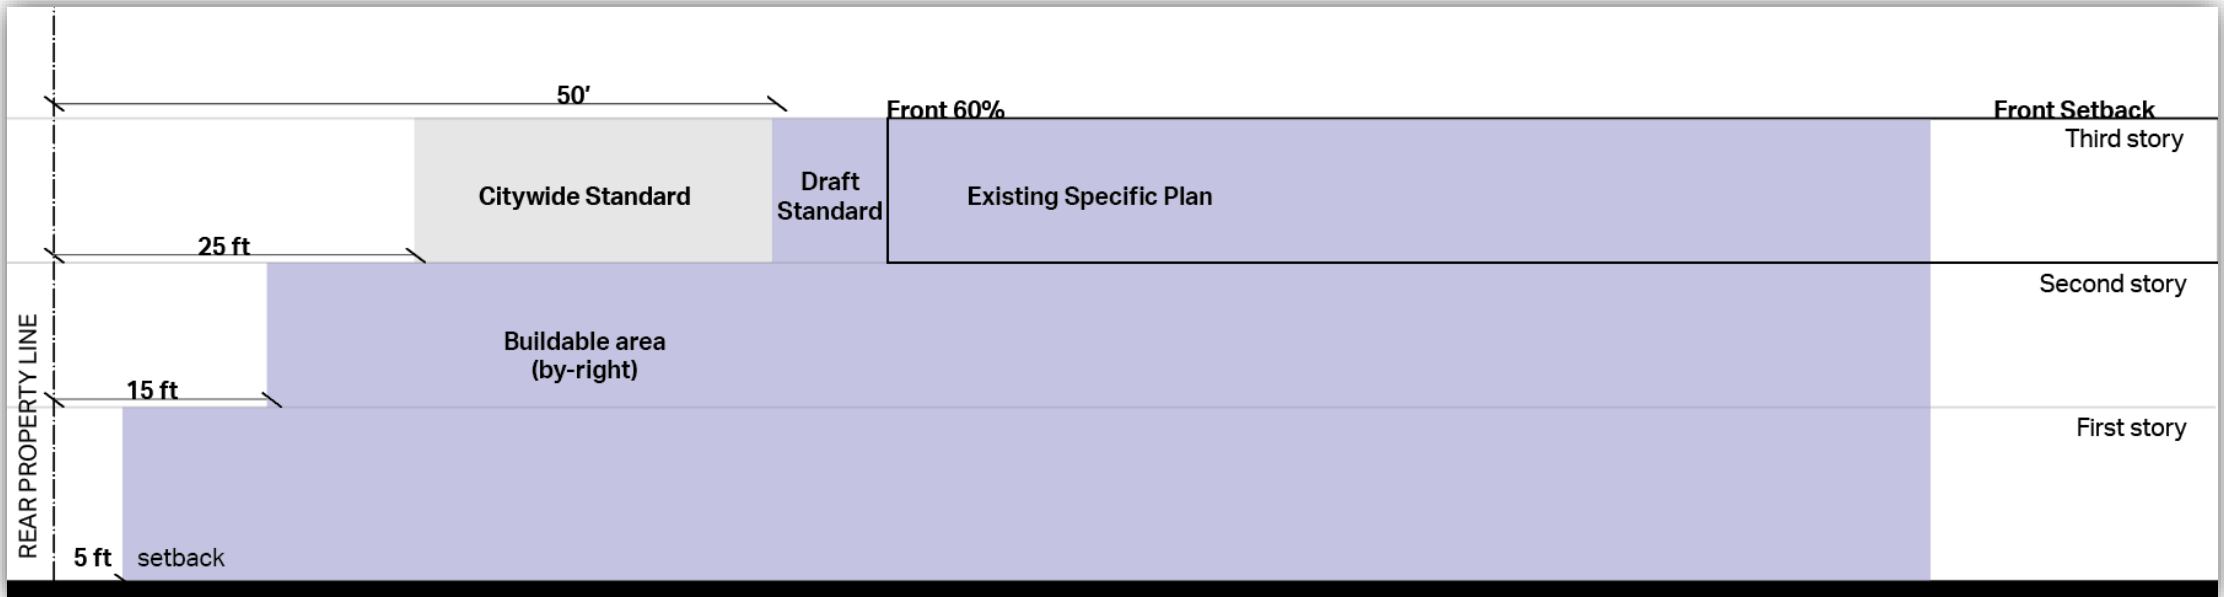 50′
Front 60%
Front Setback
Third story
Citywide Standard
Draft
Standard
Existing Specific Plan
25 ft
Second story
Buildable area
(by-right)
15 ft
First story
REAR PROPERTY LINE
5 ft
setback